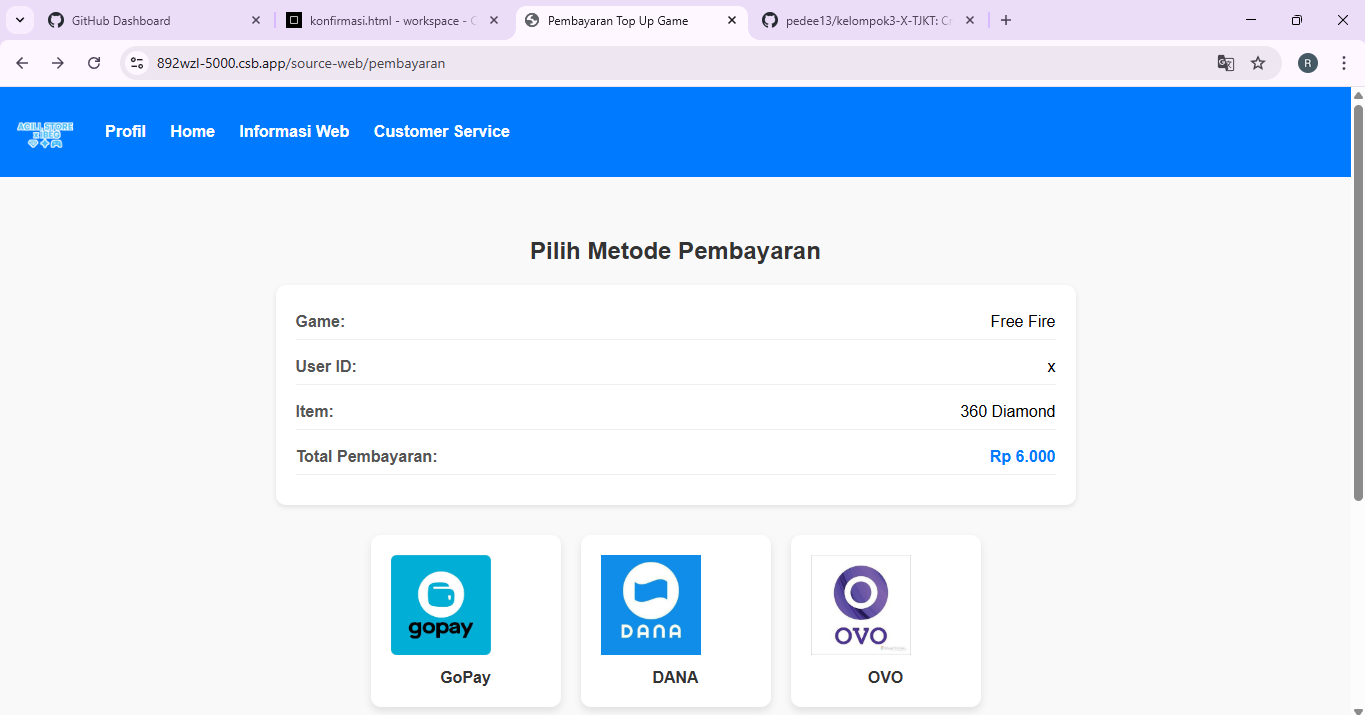 GitHub Dashboard
konfirmasi.html - workspace - C
Pembayaran Top Up Game
pedee13/kelompok3-X-TJKT: Cr
892wzl-5000.csb.app/source-web/pembayaran
R
Profil Home Informasi Web Customer Service
Pilih Metode Pembayaran
Game: Free Fire
User ID: x
Item: 360 Diamond
Total Pembayaran: Rp 6.000
gopay
DANA
OVO
GoPay
DANA
OVO